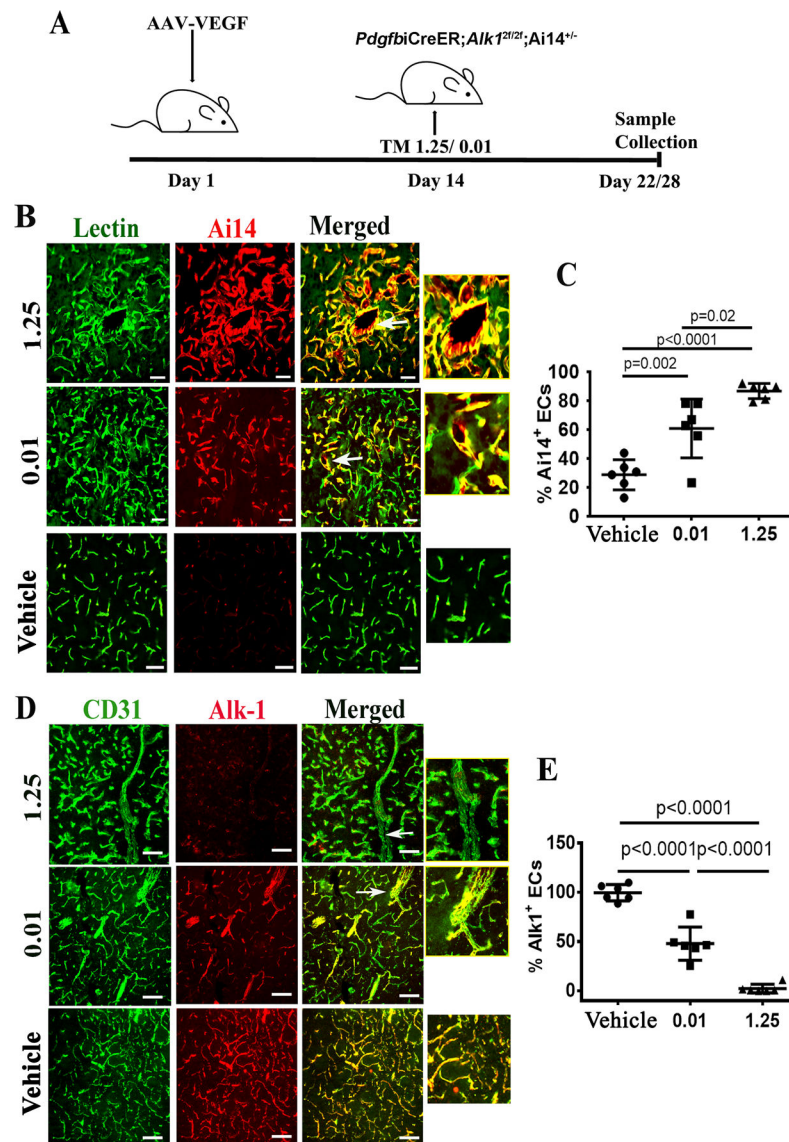 A
AAV-VEGF
PdgfbiCreER;Alk1²ᶠ/²ᶠ;Ai14⁺/⁻
TM 1.25/ 0.01
Sample
Collection
Day 1
Day 14
Day 22/28
B
Lectin
Ai14
Merged
1.25
0.01
Vehicle
C
p=0.02
p<0.0001
p=0.002
% Ai14⁺ ECs
100
80
60
40
20
0
Vehicle
0.01
1.25
D
CD31
Alk-1
Merged
1.25
0.01
Vehicle
E
p<0.0001
p<0.0001
p<0.0001
% Alk1⁺ ECs
150
100
50
0
Vehicle
0.01
1.25